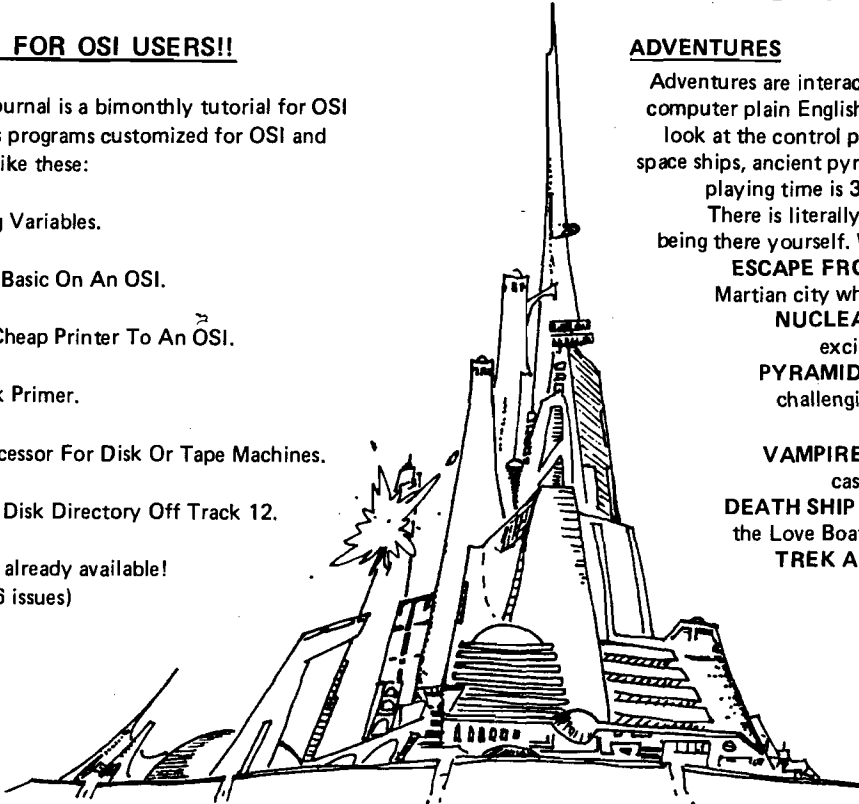 FOR OSI USERS!!
ournal is a bimonthly tutorial for OSI
s programs customized for OSI and
ike these:
g Variables.
Basic On An OSI.
Cheap Printer To An OSI.
k Primer.
cessor For Disk Or Tape Machines.
Disk Directory Off Track 12.
already available!
6 issues)
ADVENTURES
Adventures are interac
computer plain English
look at the control p
space ships, ancient pyr
playing time is 3
There is literally
being there yourself. W
ESCAPE FRO
Martian city wh
NUCLEA
exci
PYRAMID
challengi
VAMPIRE
cas
DEATH SHIP
the Love Boat
TREK A